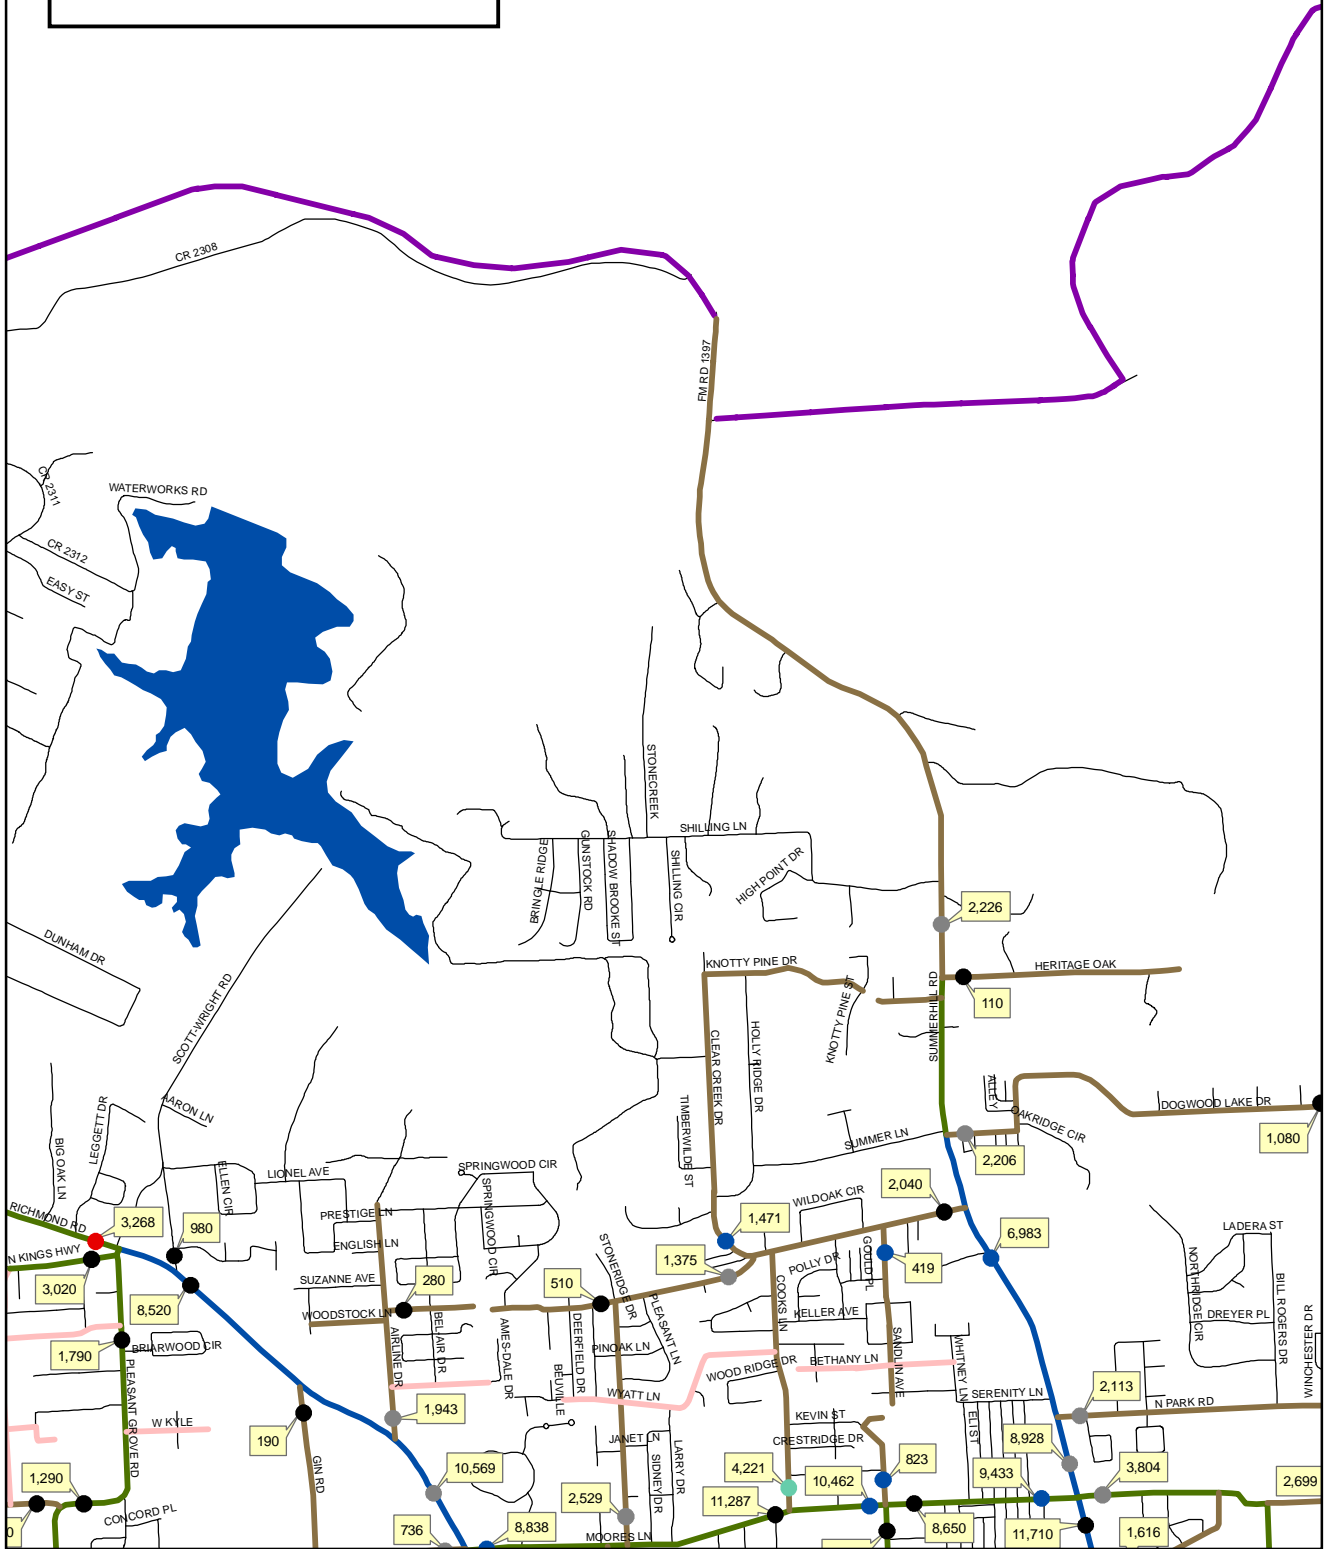 CR 2308
FM RD 1397
CR 2311
WATERWORKS RD
CR 2312
EASY ST
STONECREEK
SHILLING LN
BRINGLE RIDGE
GUNSTOCK RD
SHADOW BROOKE ST
SHILLING CIR
HIGH POINT DR
2,226
DUNHAM DR
KNOTTY PINE DR
HERITAGE OAK
110
SCOTT-WRIGHT RD
KNOTTY PINE ST
SUMMERHILL RD
CLEAR CREEK DR
HOLLY RIDGE DR
ALLEY
DOGWOOD LAKE DR
OAKRIDGE CIR
1,080
AARON LN
LEGGETT DR
BIG OAK LN
TIMBERWILDE ST
SUMMER LN
2,206
ELLEN CIR
LIONEL AVE
SPRINGWOOD CIR
SPRINGWOOD CIR
2,040
WILDOAK CIR
RICHMOND RD
3,268
980
PRESTIGE LN
1,471
6,983
LADERA ST
N KINGS HWY
ENGLISH LN
STONERIDGE DR
1,375
POLLY DR
GOULD PL
419
NORTHRIDGE CIR
BILL ROGERS DR
3,020
SUZANNE AVE
280
510
8,520
WOODSTOCK LN
PLEASANT LN
COOKS LN
KELLER AVE
DREYER PL
WINCHESTER DR
1,790
BRIARWOOD CIR
AIRLINE DR
BEL-AIR DR
AMES-DALE DR
DEERFIELD DR
PINOAK LN
WOOD RIDGE DR
BETHANY LN
SANDLIN AVE
WHITNEY LN
PLEASANT GROVE RD
BEUVILLE
WYATT LN
SERENITY LN
2,113
N PARK RD
1,943
W KYLE
190
KEVIN ST
CRESTRIDGE DR
ELI ST
8,928
JANET LN
GIN RD
10,569
SIDNEY DR
LARRY DR
4,221
10,462
823
9,433
3,804
1,290
2,699
2,529
11,287
CONCORD PL
736
8,838
MOORES LN
8,650
11,710
1,616
0